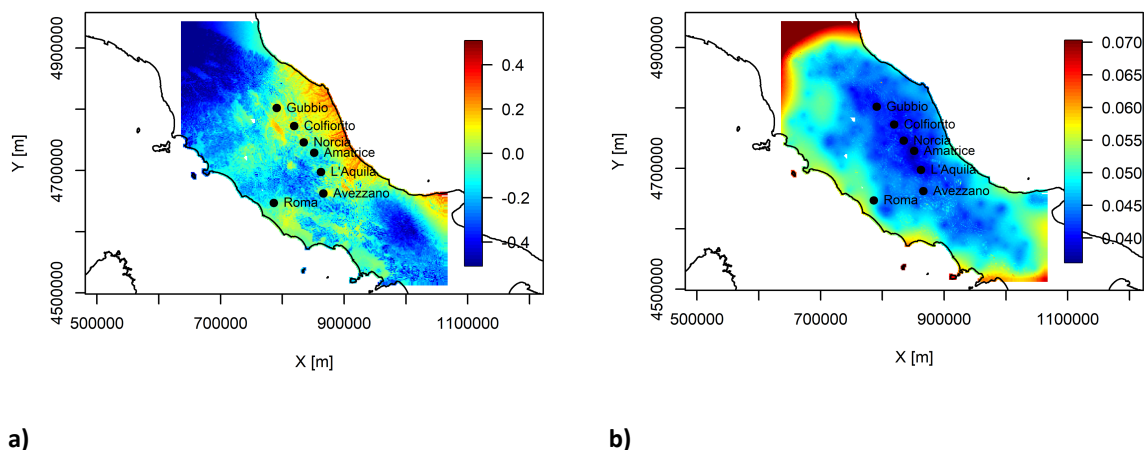 4900000
4700000
4500000
Y [m]
500000
700000
900000
1100000
X [m]
Gubbio
Colfiorito
Norcia
Amatrice
L'Aquila
Avezzano
Roma
0.4
0.2
0.0
-0.2
-0.4
a)
4900000
4700000
4500000
Y [m]
500000
700000
900000
1100000
X [m]
Gubbio
Colfiorito
Norcia
Amatrice
L'Aquila
Avezzano
Roma
0.070
0.065
0.060
0.055
0.050
0.045
0.040
b)